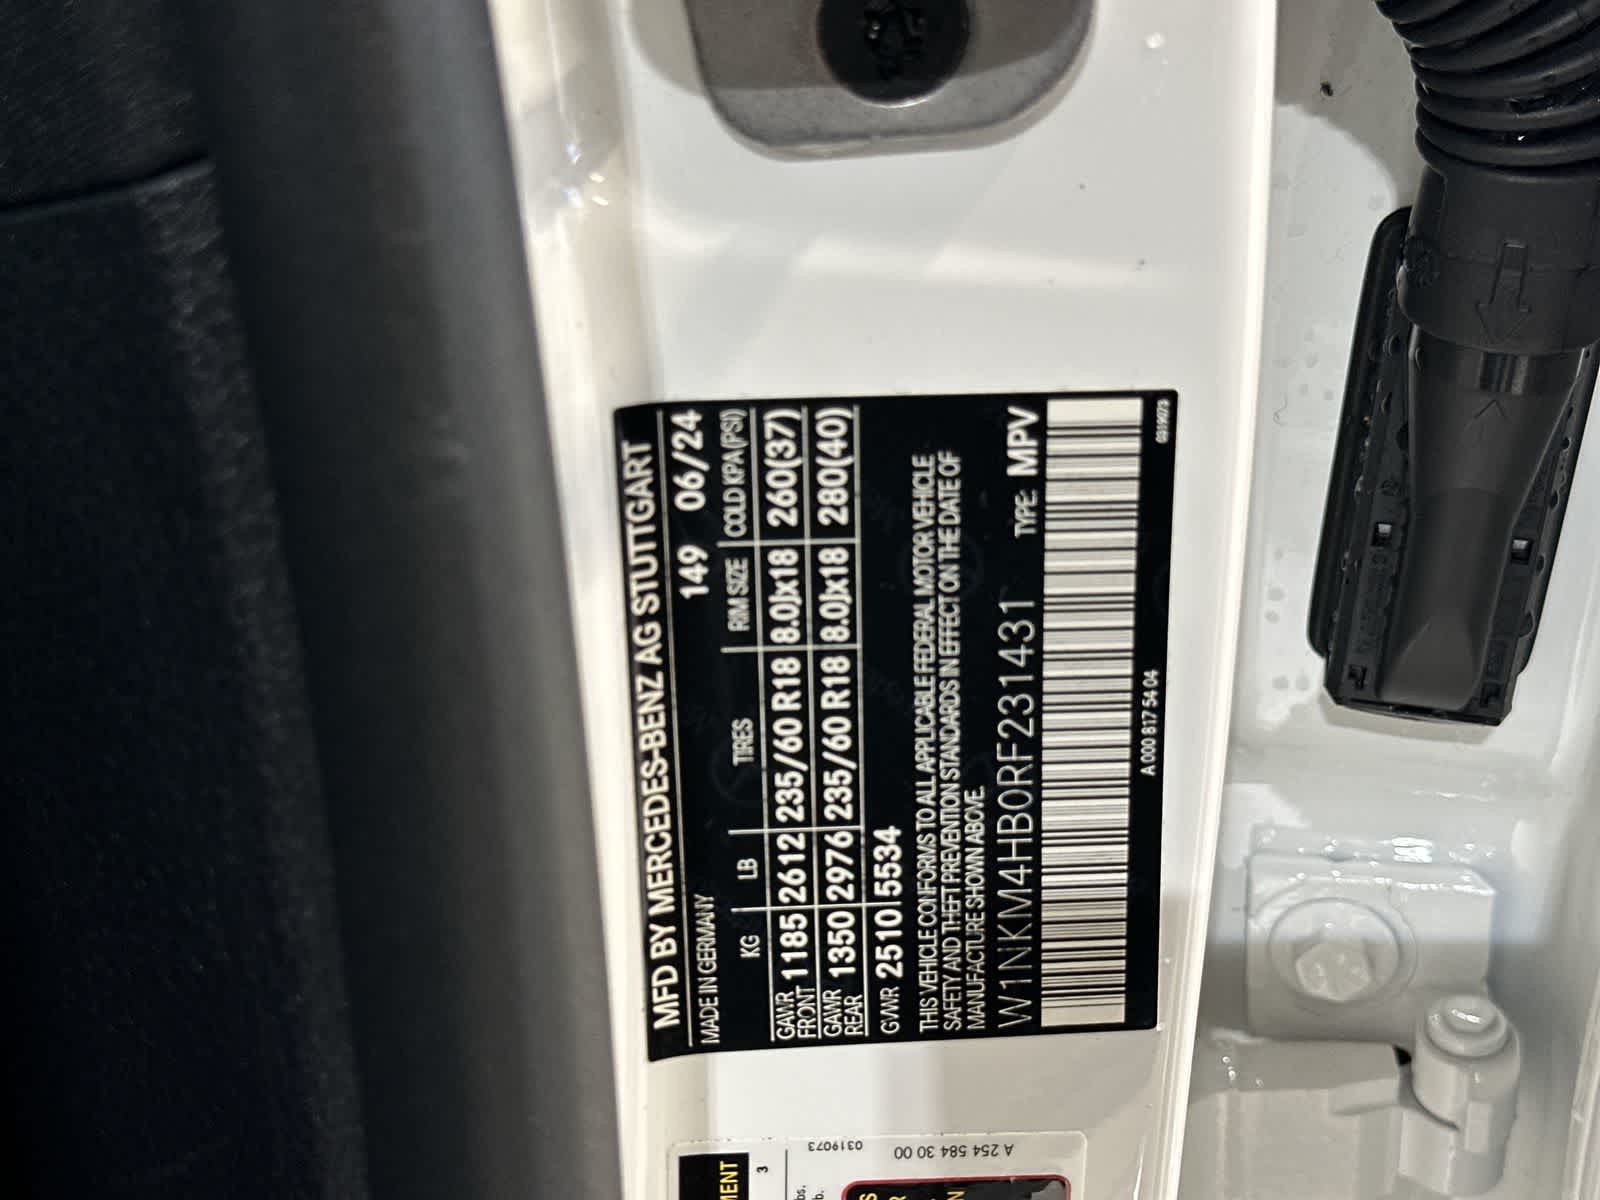 MFD BY MERCEDES-BENZ AG STUTTGART
MADE IN GERMANY 149 06/24
KG LB TIRES RIM SIZE COLD KPA(PSI)
GAWR FRONT 1185 2612 235/60 R18 8.0Jx18 260(37)
GAWR REAR 1350 2976 235/60 R18 8.0Jx18 280(40)
GVWR 2510 5534
THIS VEHICLE CONFORMS TO ALL APPLICABLE FEDERAL MOTOR VEHICLE
SAFETY AND THEFT PREVENTION STANDARDS IN EFFECT ON THE DATE OF
MANUFACTURE SHOWN ABOVE.
W1NKM4HB0RF231431 TYPE: MPV
A 000 817 54 04 0319073
A 254 584 30 00 0319073
3